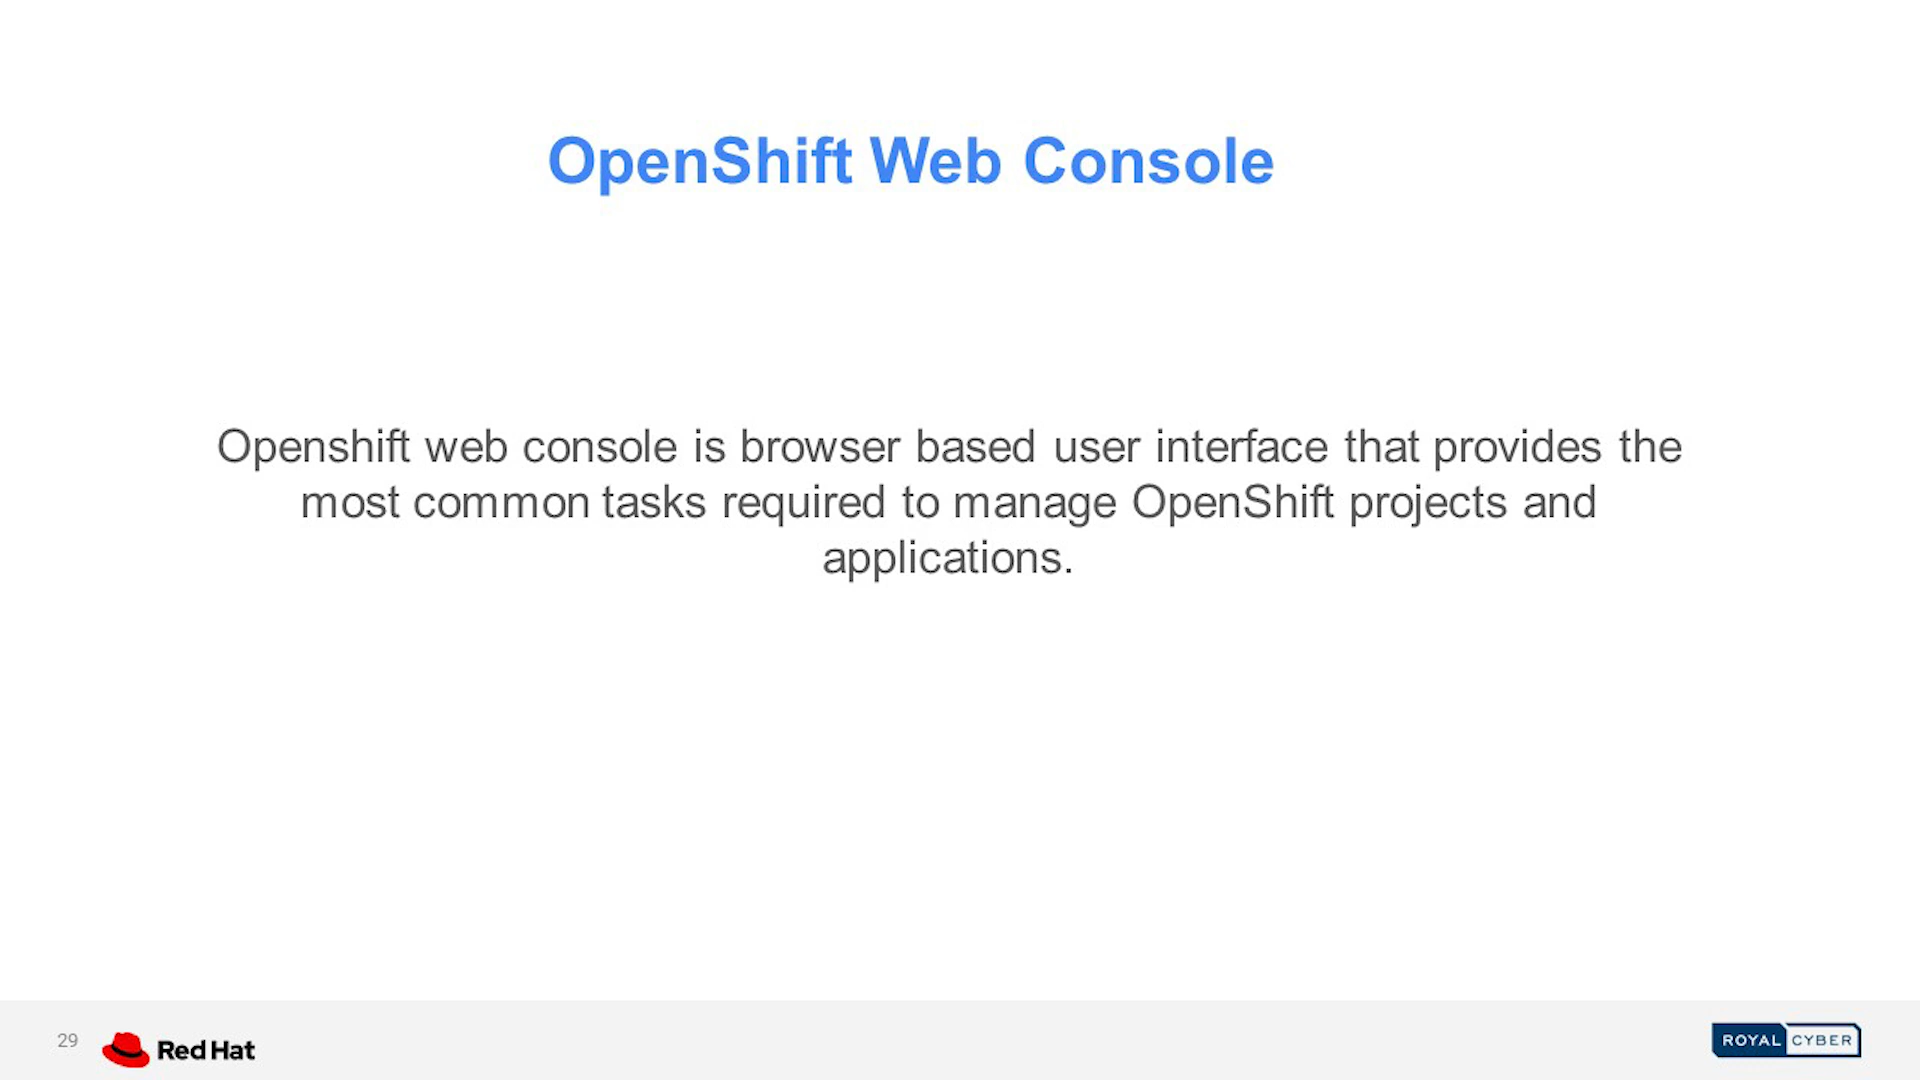 OpenShift Web Console
Openshift web console is browser based user interface that provides the
most common tasks required to manage OpenShift projects and
applications.
29
Red Hat
ROYAL CYBER